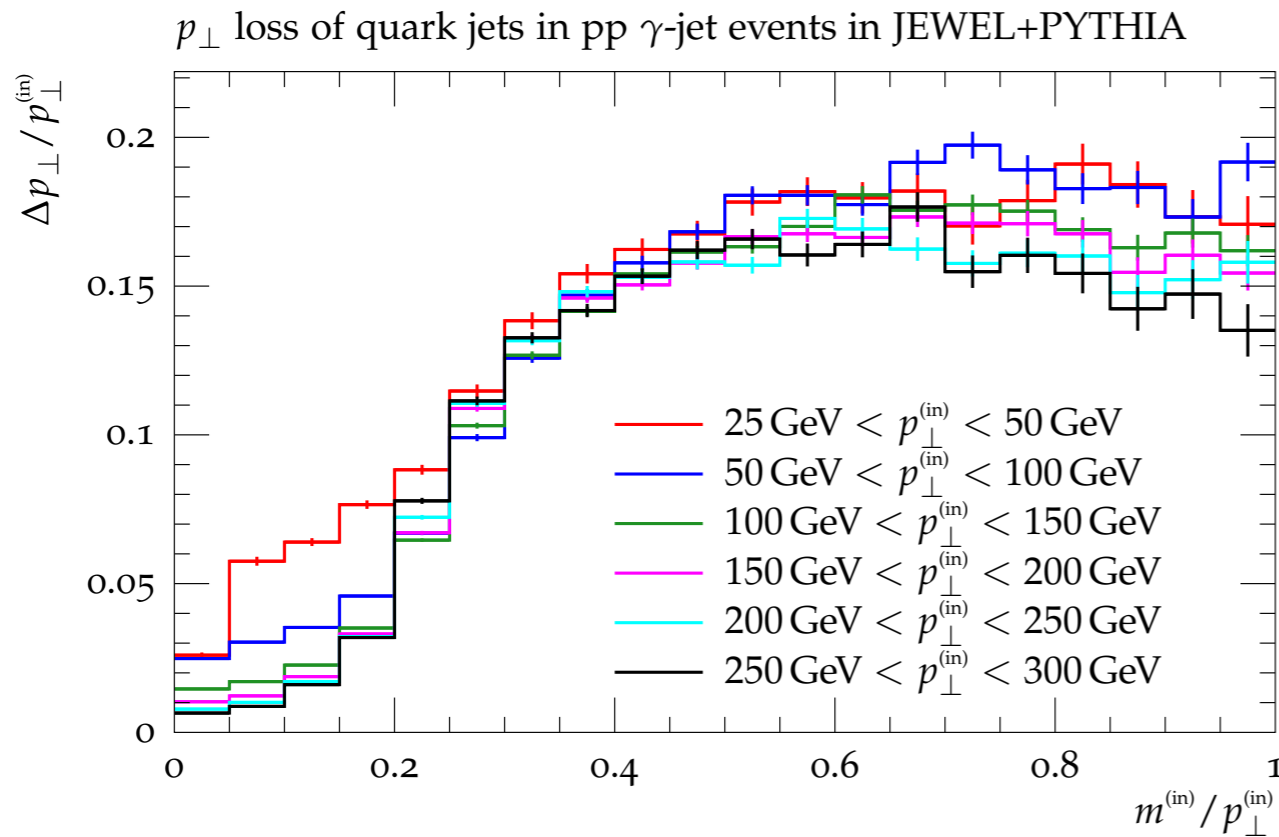 p⊥ loss of quark jets in pp γ-jet events in JEWEL+PYTHIA
Δp⊥/p⊥^(in)
0.2
0.15
0.1
0.05
0
25 GeV < p⊥^(in) < 50 GeV
50 GeV < p⊥^(in) < 100 GeV
100 GeV < p⊥^(in) < 150 GeV
150 GeV < p⊥^(in) < 200 GeV
200 GeV < p⊥^(in) < 250 GeV
250 GeV < p⊥^(in) < 300 GeV
0 0.2 0.4 0.6 0.8 1
m^(in)/p⊥^(in)